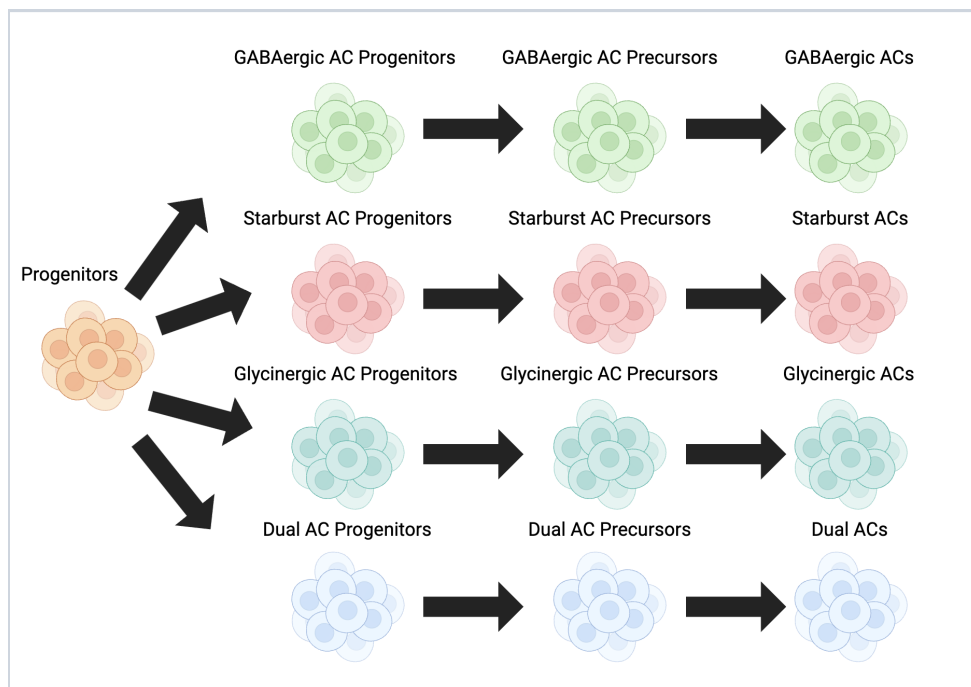 GABAergic AC Progenitors
GABAergic AC Precursors
GABAergic ACs
Starburst AC Progenitors
Starburst AC Precursors
Starburst ACs
Progenitors
Glycinergic AC Progenitors
Glycinergic AC Precursors
Glycinergic ACs
Dual AC Progenitors
Dual AC Precursors
Dual ACs